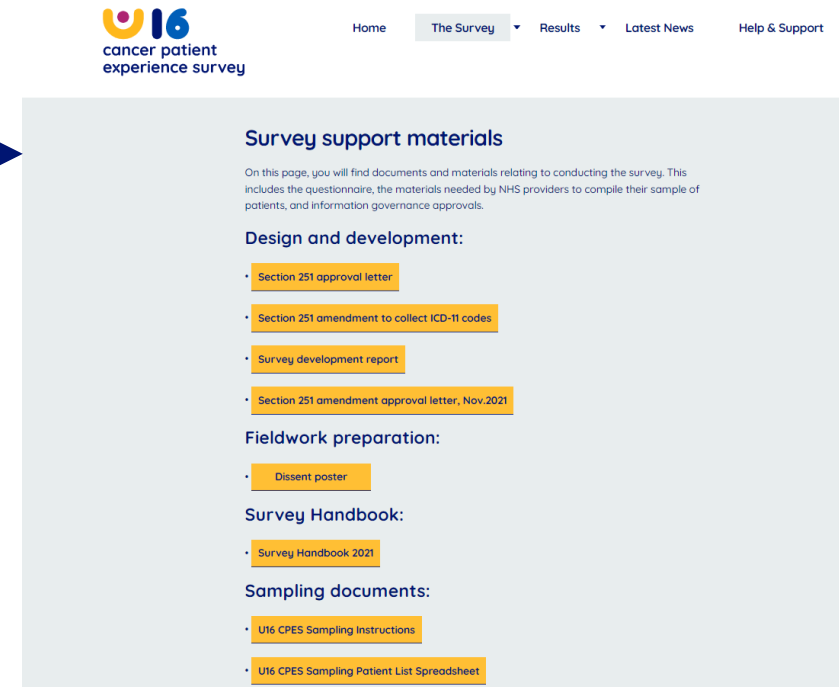 U16
cancer patient
experience survey
Home
The Survey
Results
Latest News
Help & Support
Survey support materials
On this page, you will find documents and materials relating to conducting the survey. This
includes the questionnaire, the materials needed by NHS providers to compile their sample of
patients, and information governance approvals.
Design and development:
• Section 251 approval letter
• Section 251 amendment to collect ICD-11 codes
• Survey development report
• Section 251 amendment approval letter, Nov.2021
Fieldwork preparation:
• Dissent poster
Survey Handbook:
• Survey Handbook 2021
Sampling documents:
• U16 CPES Sampling Instructions
• U16 CPES Sampling Patient List Spreadsheet